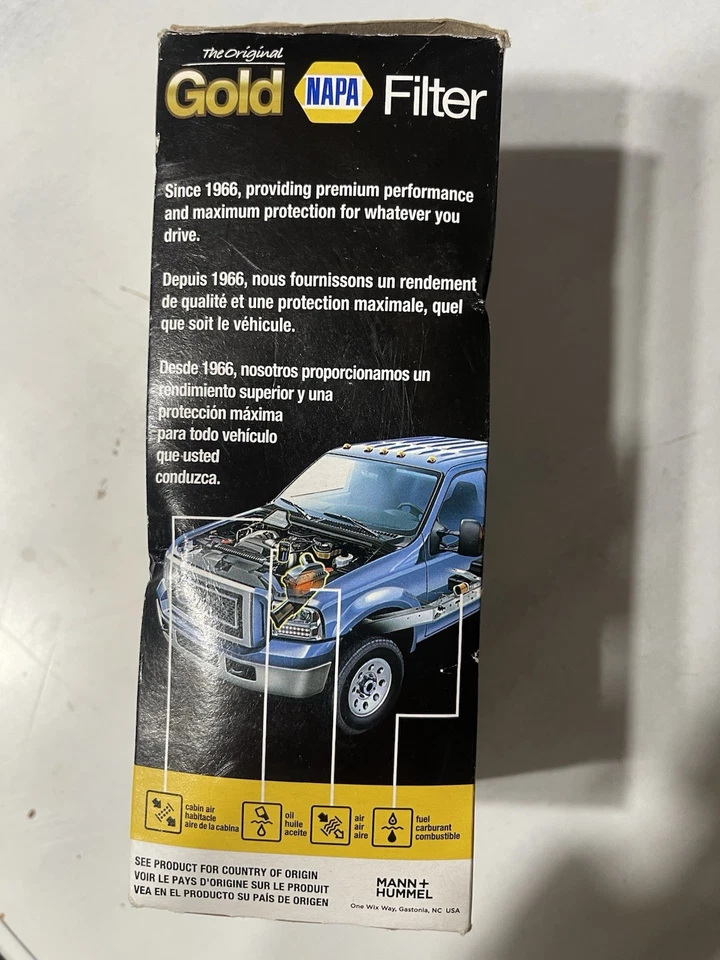 The Original
Gold NAPA Filter
Since 1966, providing premium performance
and maximum protection for whatever you
drive.
Depuis 1966, nous fournissons un rendement
de qualité et une protection maximale, quel
que soit le véhicule.
Desde 1966, nosotros proporcionamos un
rendimiento superior y una
protección máxima
para todo vehículo
que usted
conduzca.
cabin air
habitacle
aire de la cabina
oil
huile
aceite
air
air
aire
fuel
carburant
combustible
SEE PRODUCT FOR COUNTRY OF ORIGIN
VOIR LE PAYS D'ORIGINE SUR LE PRODUIT
VEA EN EL PRODUCTO SU PAÍS DE ORIGEN
MANN+
HUMMEL
One Wix Way, Gastonia, NC USA